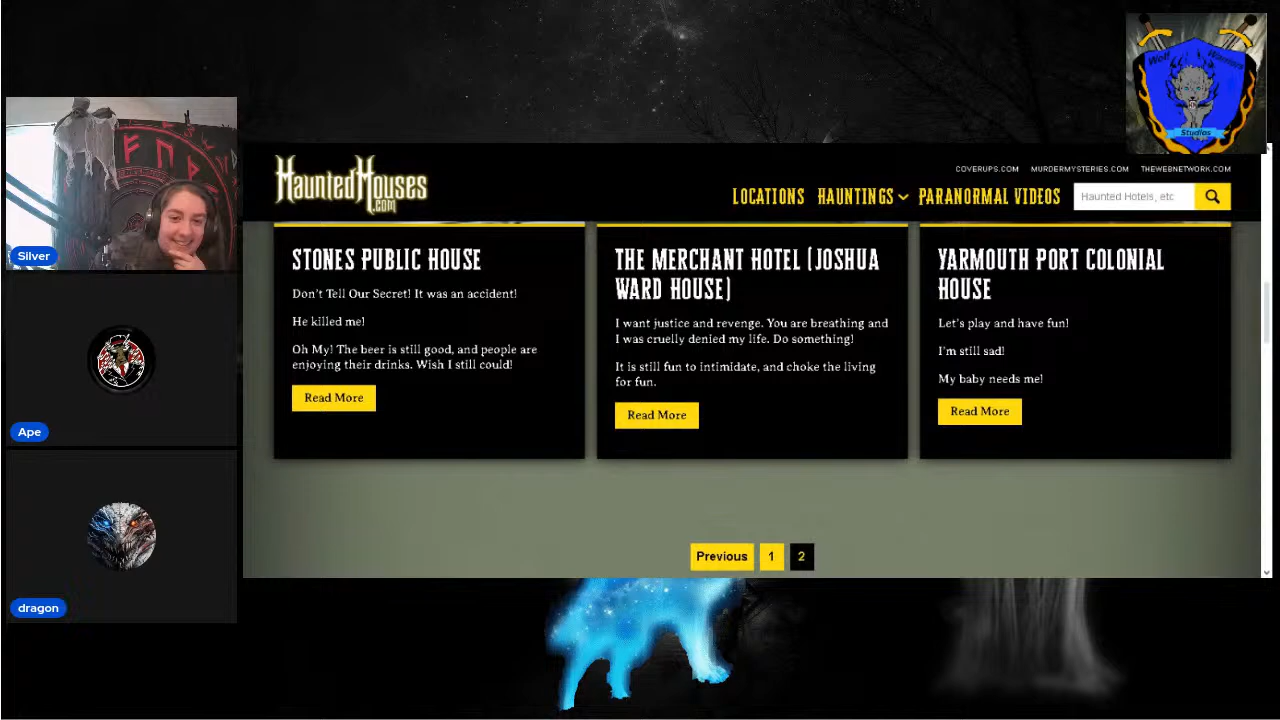 Wolf Warriors
Studios
Silver
Ape
dragon
HauntedHouses
.com
COVERUPS.COM MURDERMYSTERIES.COM THEWEBNETWORK.COM
LOCATIONS HAUNTINGS PARANORMAL VIDEOS
Haunted Hotels, etc
STONES PUBLIC HOUSE
Don't Tell Our Secret! It was an accident!
He killed me!
Oh My! The beer is still good, and people are
enjoying their drinks. Wish I still could!
Read More
THE MERCHANT HOTEL (JOSHUA
WARD HOUSE)
I want justice and revenge. You are breathing and
I was cruelly denied my life. Do something!
It is still fun to intimidate, and choke the living
for fun.
Read More
YARMOUTH PORT COLONIAL
HOUSE
Let's play and have fun!
I'm still sad!
My baby needs me!
Read More
Previous 1 2